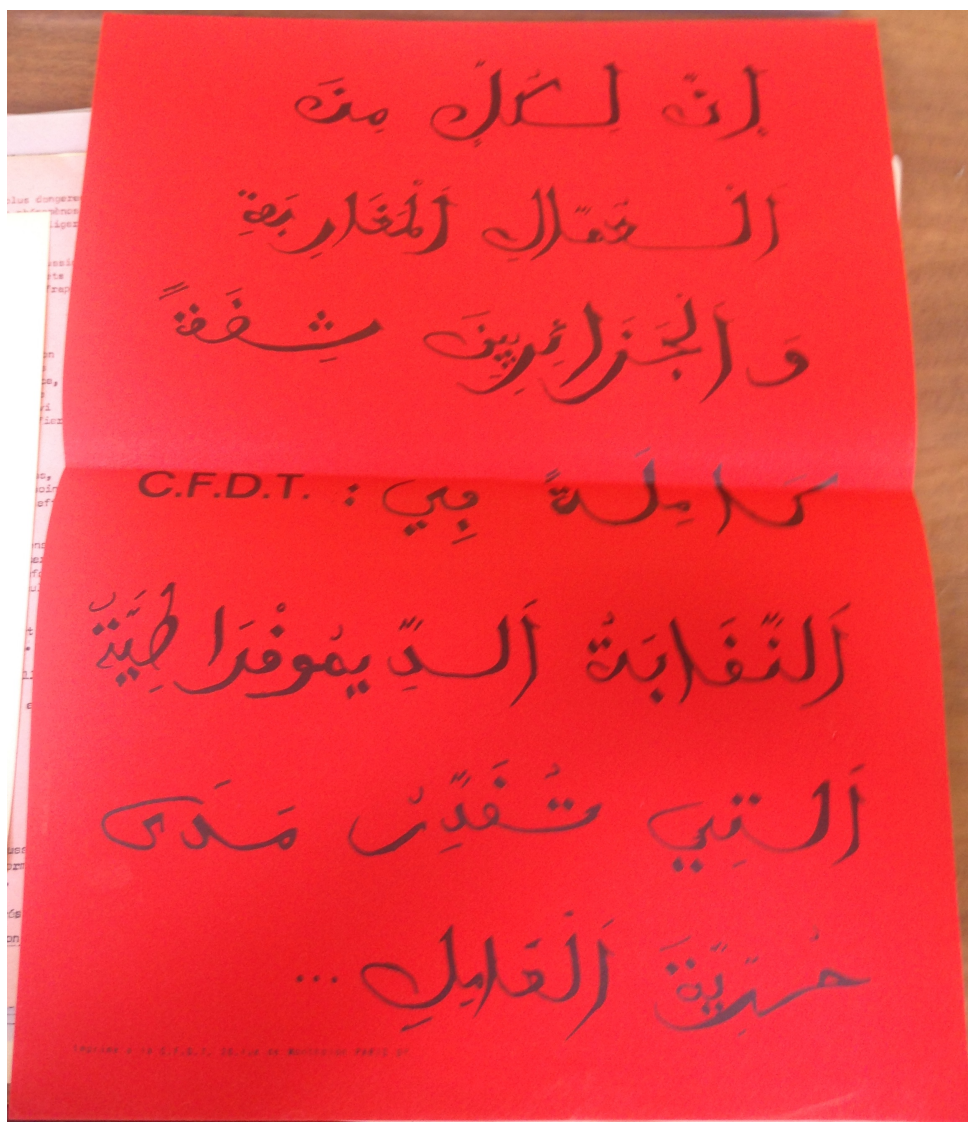 إِنَّ لِكُلٍّ مِنَ
اَلْعُمَّالِ اَلْمَغَارِبَةِ
وَ اَلْجَزَائِرِيِّينَ ثِقَةً
كَامِلَةً فِي : C.F.D.T.
اَلنِّقَابَةُ اَلدِّيمُوقْرَاطِيَّةُ
اَلَّتِي تُقَدِّرُ مَدَى
حُرِّيَّةَ اَلْعَامِلِ ...